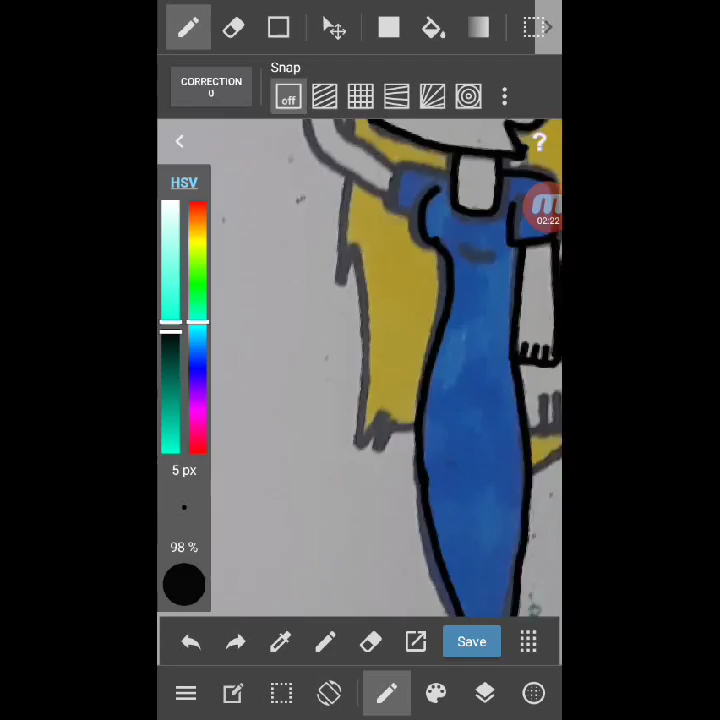 Snap
CORRECTION
0
off
?
HSV
02:22
5 px
98 %
Save